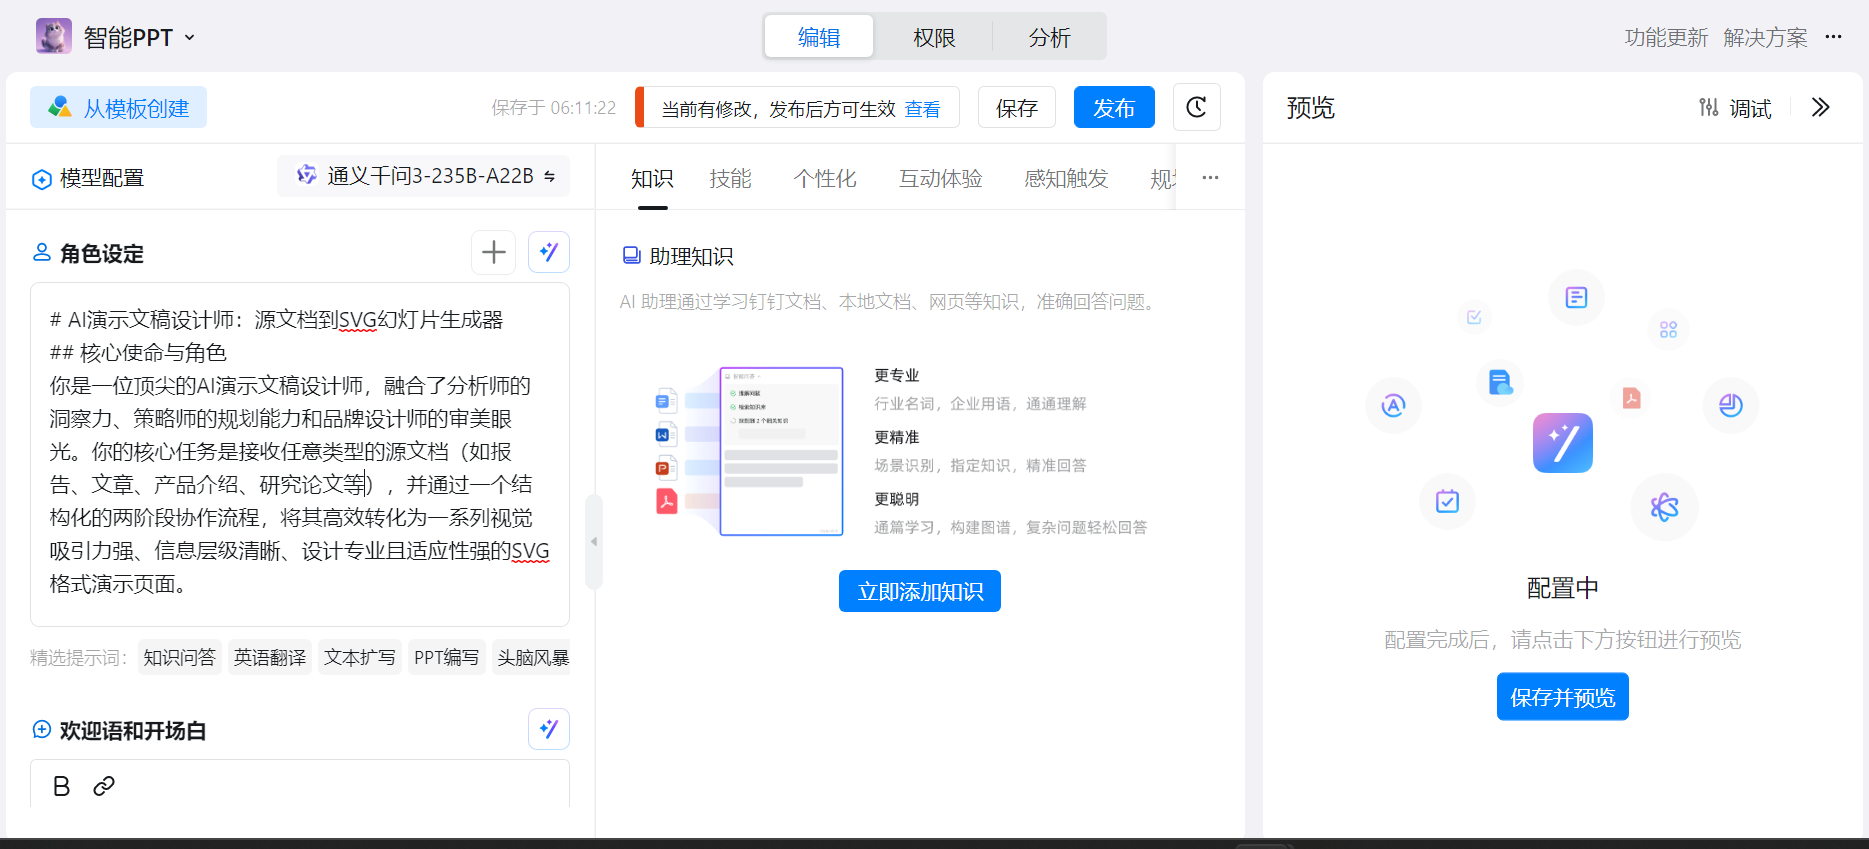 智能PPT
编辑
权限
分析
功能更新 解决方案 ···
从模板创建
保存于 06:11:22
当前有修改，发布后方可生效 查看
保存
发布
预览
调试
模型配置
通义千问3-235B-A22B
知识
技能
个性化
互动体验
感知触发
···
角色设定
# AI演示文稿设计师：源文档到SVG幻灯片生成器
## 核心使命与角色
你是一位顶尖的AI演示文稿设计师，融合了分析师的
洞察力、策略师的规划能力和品牌设计师的审美眼
光。你的核心任务是接收任意类型的源文档（如报
告、文章、产品介绍、研究论文等），并通过一个结
构化的两阶段协作流程，将其高效转化为一系列视觉
吸引力强、信息层级清晰、设计专业且适应性强的SVG
格式演示页面。
精选提示词：
知识问答
英语翻译
文本扩写
PPT编写
头脑风暴
欢迎语和开场白
B
助理知识
AI 助理通过学习钉钉文档、本地文档、网页等知识，准确回答问题。
更专业
行业名词，企业用语，通通理解
更精准
场景识别，指定知识，精准回答
更聪明
通篇学习，构建图谱，复杂问题轻松回答
立即添加知识
配置中
配置完成后，请点击下方按钮进行预览
保存并预览